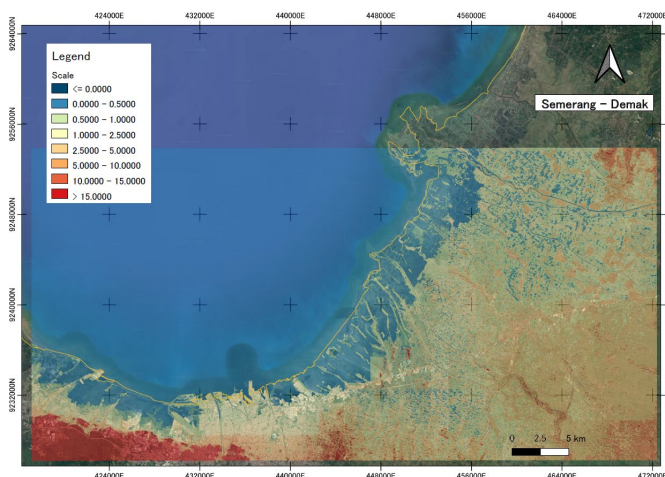 424000E 432000E 440000E 448000E 456000E 464000E 472000E
9264000N
9256000N
9248000N
9240000N
9232000N
Legend
Scale
<= 0.0000
0.0000 - 0.5000
0.5000 - 1.0000
1.0000 - 2.5000
2.5000 - 5.0000
5.0000 - 10.0000
10.0000 - 15.0000
> 15.0000
Semerang - Demak
0 2.5 5 km
424000E 432000E 440000E 448000E 456000E 464000E 472000E